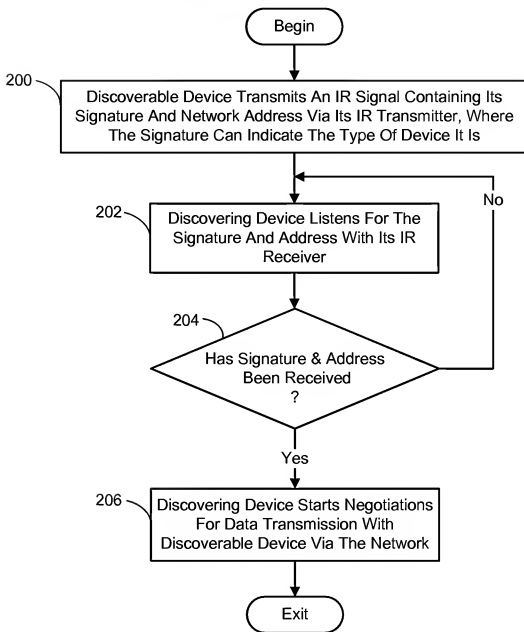 Begin
200
Discoverable Device Transmits An IR Signal Containing Its
Signature And Network Address Via Its IR Transmitter, Where
The Signature Can Indicate The Type Of Device It Is
No
202
Discovering Device Listens For The
Signature And Address With Its IR
Receiver
204
Has Signature & Address
Been Received
?
Yes
206
Discovering Device Starts Negotiations
For Data Transmission With
Discoverable Device Via The Network
Exit